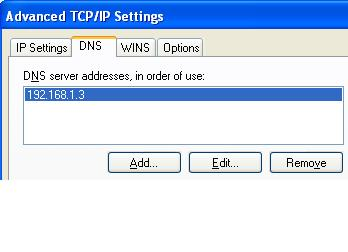 Advanced TCP/IP Settings
IP Settings DNS WINS Options
DNS server addresses, in order of use:
192.168.1.3
Add... Edit... Remove